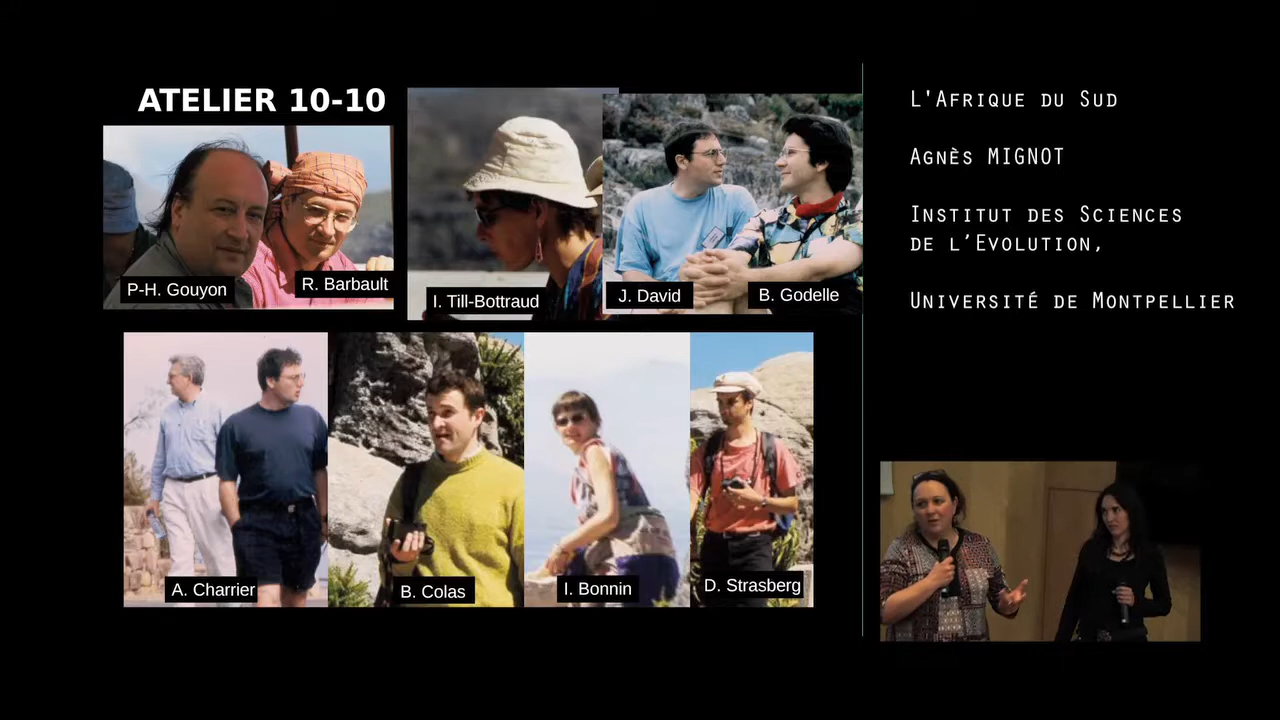 ATELIER 10-10
P-H. Gouyon
R. Barbault
I. Till-Bottraud
J. David
B. Godelle
A. Charrier
B. Colas
I. Bonnin
D. Strasberg
L'Afrique du Sud
Agnès MIGNOT
Institut des Sciences
de l’Evolution,
Université de Montpellier